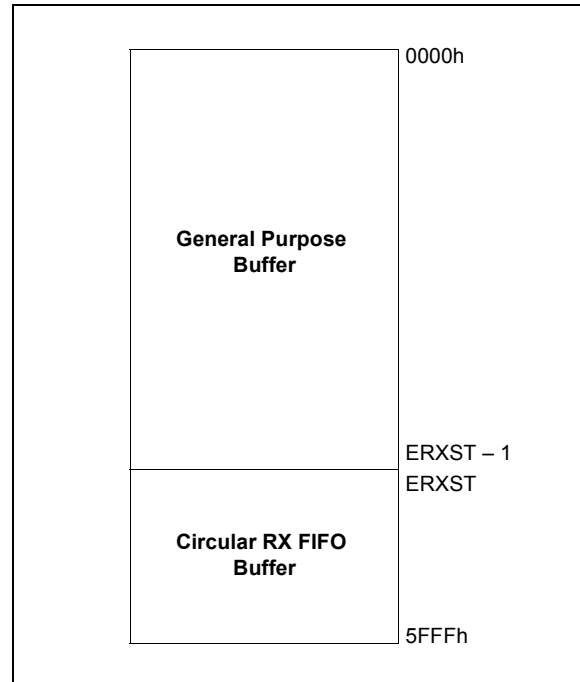 0000h
General Purpose
Buffer
ERXST – 1
ERXST
Circular RX FIFO
Buffer
5FFFh